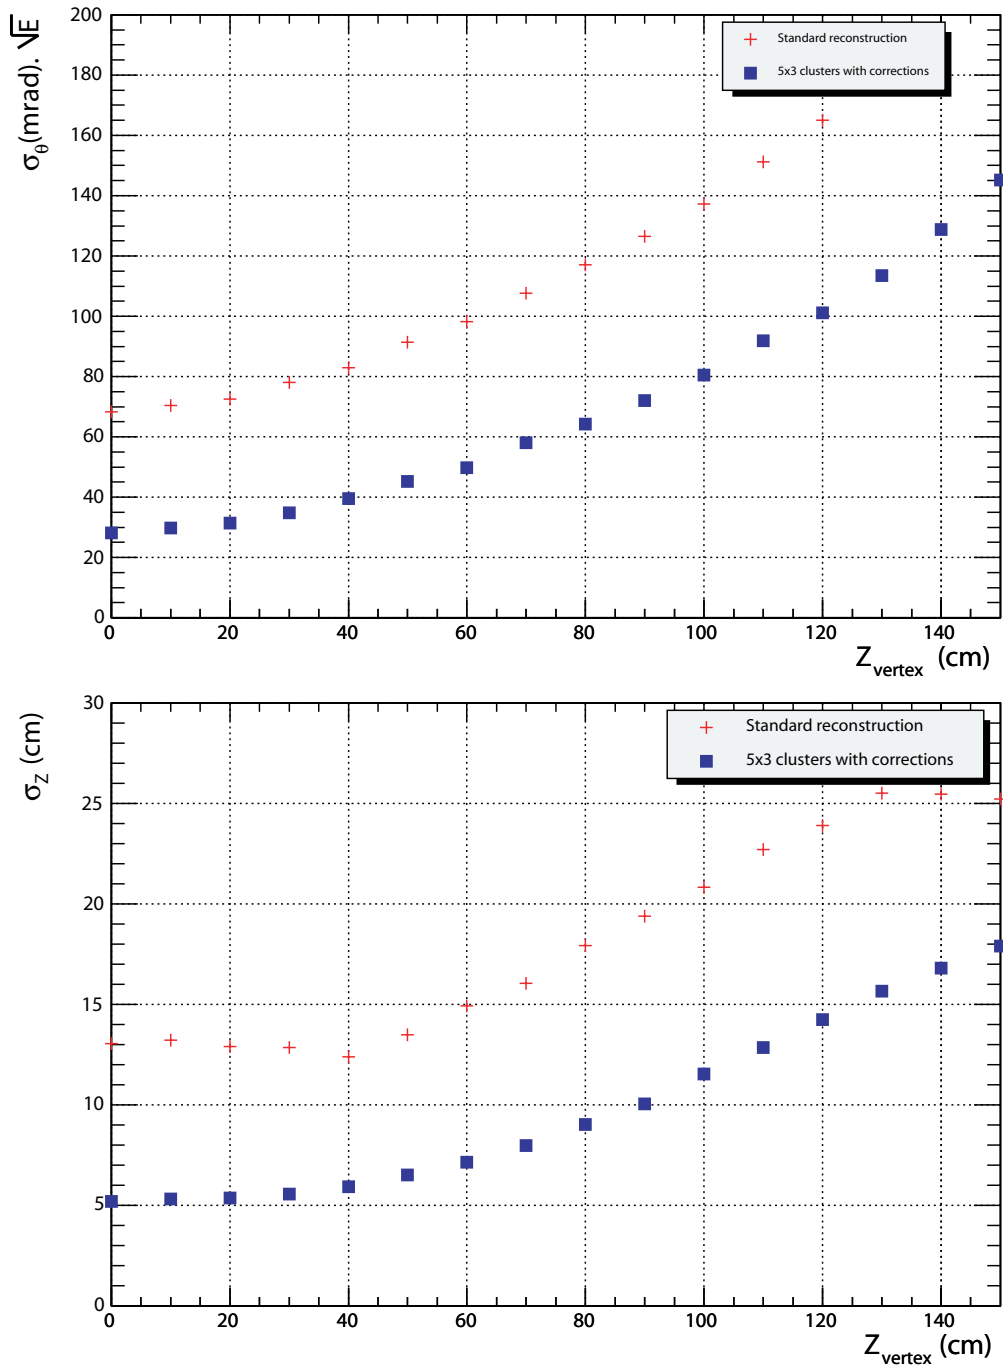 σθ(mrad). √E
200
180
160
140
120
100
80
60
40
20
0
Standard reconstruction
5x3 clusters with corrections
0 20 40 60 80 100 120 140
Zvertex (cm)
σZ (cm)
30
25
20
15
10
5
0
Standard reconstruction
5x3 clusters with corrections
0 20 40 60 80 100 120 140
Zvertex (cm)